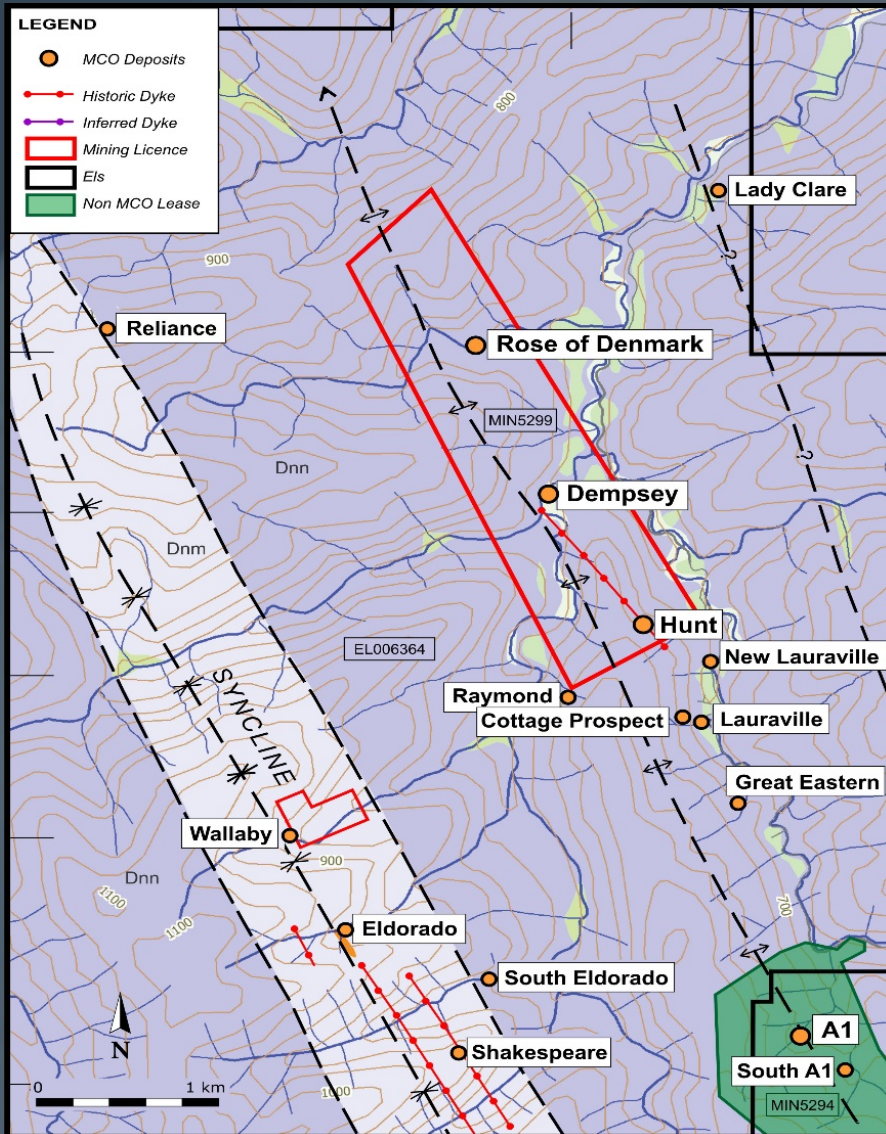 LEGEND
MCO Deposits
Historic Dyke
Inferred Dyke
Mining Licence
Els
Non MCO Lease
800
Lady Clare
?
900
Reliance
Rose of Denmark
MIN5299
?
Dnn
Dempsey
Dnm
Hunt
EL006364
New Lauraville
Raymond
Cottage Prospect
Lauraville
SYNCLINE
Great Eastern
Wallaby
900
Dnn
1100
1100
700
Eldorado
South Eldorado
N
A1
Shakespeare
South A1
0 1 km
1000
MIN5294